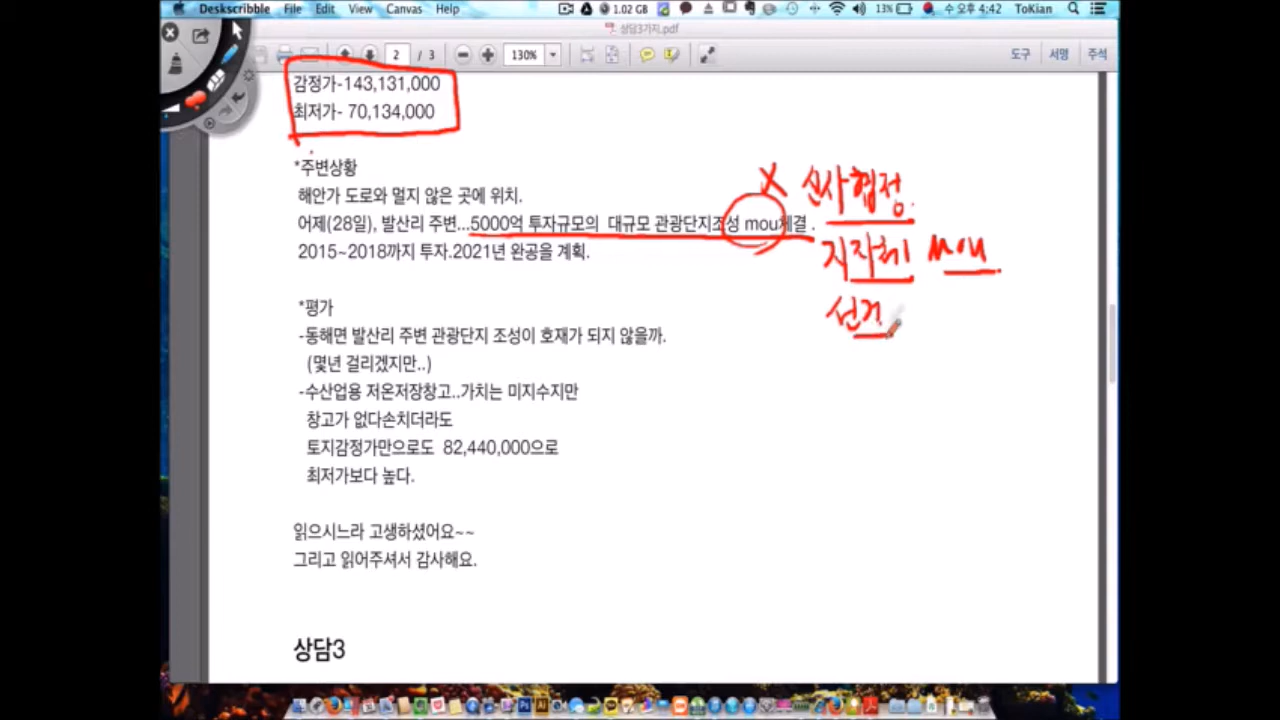 Deskscribble File Edit View Canvas Help 1.02 GB 13% 수 오후 4:42 ToKian
상담3가지.pdf
2 / 3 130% 도구 서명 주석
감정가-143,131,000
최저가- 70,134,000
*주변상황
해안가 도로와 멀지 않은 곳에 위치.
어제(28일), 발산리 주변...5000억 투자규모의 대규모 관광단지조성 mou체결 .
2015~2018까지 투자.2021년 완공을 계획.
X 신사협정.
지자체 mou
선거
*평가
-동해면 발산리 주변 관광단지 조성이 호재가 되지 않을까.
(몇년 걸리겠지만..)
-수산업용 저온저장창고..가치는 미지수지만
창고가 없다손치더라도
토지감정가만으로도 82,440,000으로
최저가보다 높다.
읽으시느라 고생하셨어요~~
그리고 읽어주셔서 감사해요.
상담3